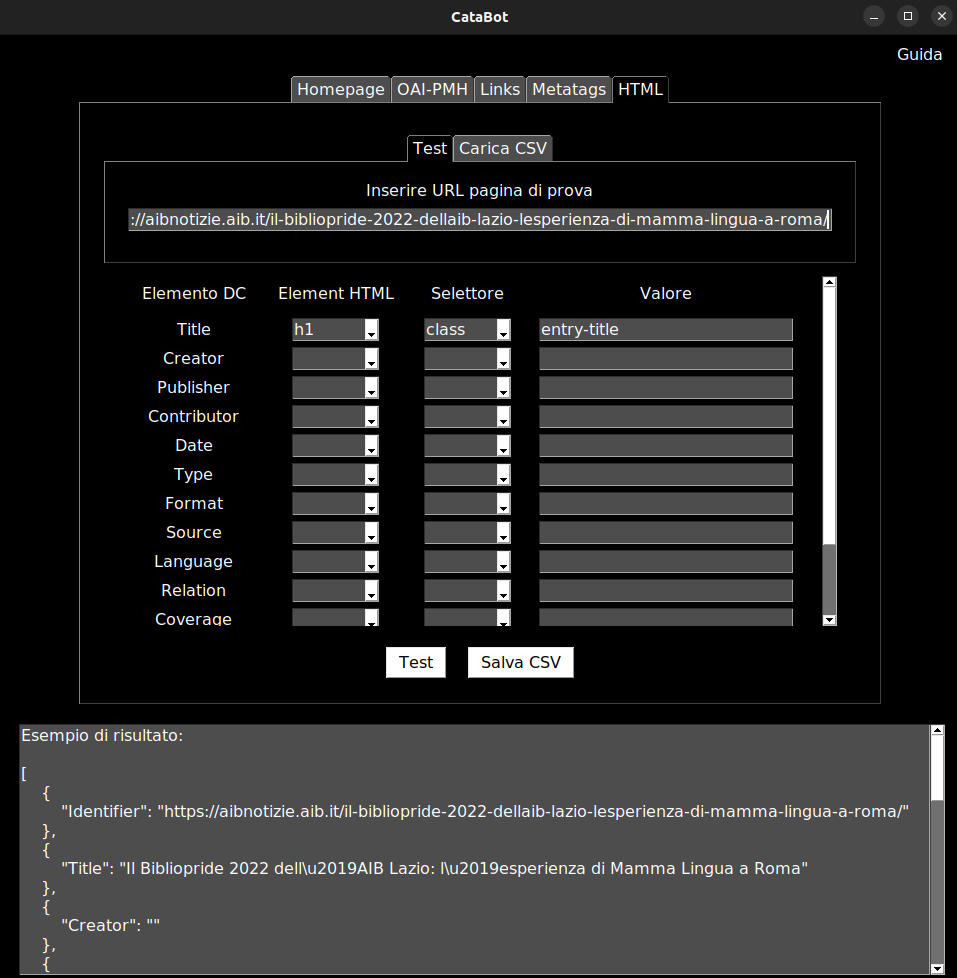 CataBot
Guida
Homepage OAI-PMH Links Metatags HTML
Test Carica CSV
Inserire URL pagina di prova
://aibnotizie.aib.it/il-bibliopride-2022-dellaib-lazio-lesperienza-di-mamma-lingua-a-roma/
Elemento DC Element HTML Selettore Valore
Title h1 class entry-title
Creator
Publisher
Contributor
Date
Type
Format
Source
Language
Relation
Coverage
Test Salva CSV
Esempio di risultato:
[
{
"Identifier": "https://aibnotizie.aib.it/il-bibliopride-2022-dellaib-lazio-lesperienza-di-mamma-lingua-a-roma/"
},
{
"Title": "Il Bibliopride 2022 dell\u2019AIB Lazio: l\u2019esperienza di Mamma Lingua a Roma"
},
{
"Creator": ""
},
{